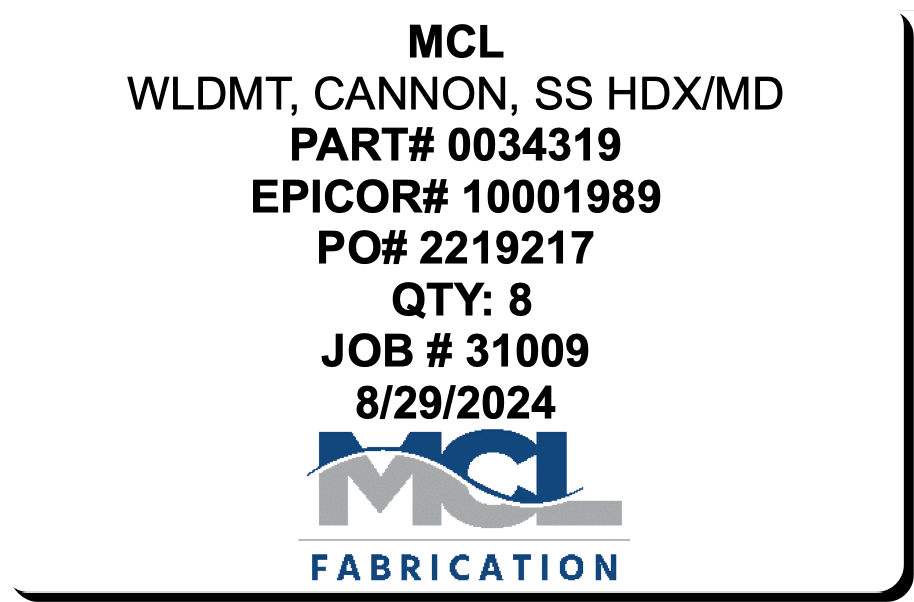 MCL
WLDMT, CANNON, SS HDX/MD
PART# 0034319
EPICOR# 10001989
PO# 2219217
QTY: 8
JOB # 31009
8/29/2024
MCL
FABRICATION